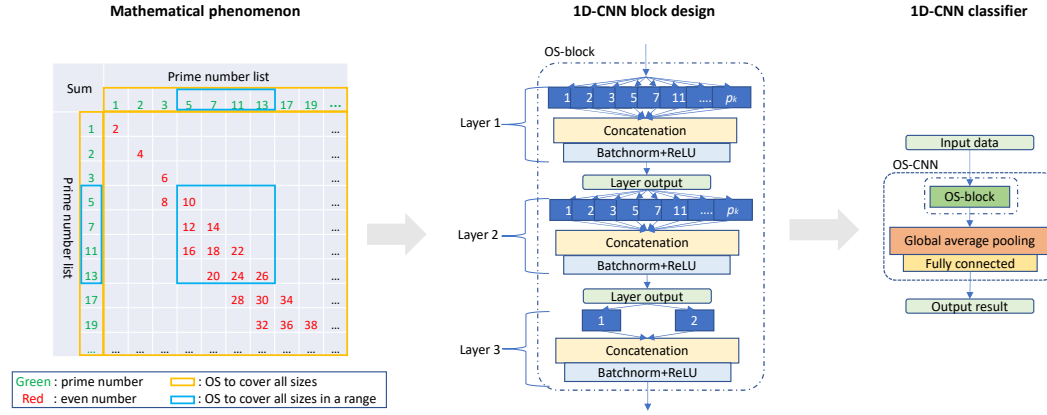 Mathematical phenomenon
Prime number list
Sum
1 2 3 5 7 11 13 17 19 ...
Prime number list
1 2 ...
2 4 ...
3 6 ...
5 8 10 ...
7 12 14 ...
11 16 18 22 ...
13 20 24 26 ...
17 28 30 34 ...
19 32 36 38 ...
... ... ... ... ... ... ... ... ... ... ...
Green : prime number
Red : even number
: OS to cover all sizes
: OS to cover all sizes in a range
1D-CNN block design
OS-block
Layer 1
1 2 3 5 7 11 .... pk
Concatenation
Batchnorm+ReLU
Layer output
Layer 2
1 2 3 5 7 11 .... pk
Concatenation
Batchnorm+ReLU
Layer output
Layer 3
1 2
Concatenation
Batchnorm+ReLU
1D-CNN classifier
Input data
OS-CNN
OS-block
Global average pooling
Fully connected
Output result